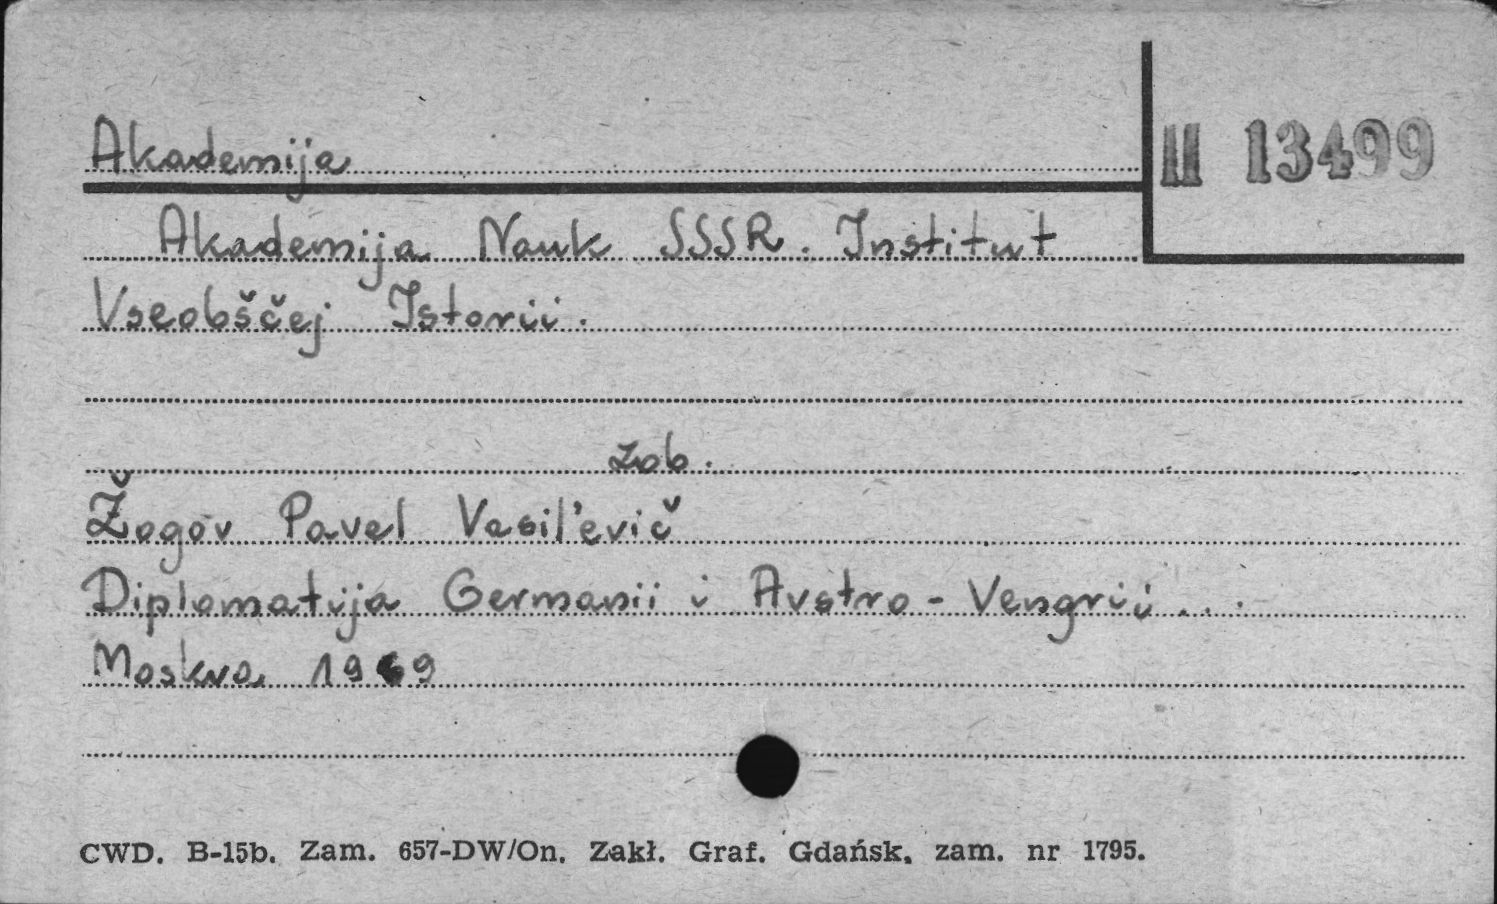 Akademija
II 13499
Akademija Nauk SSSR. Institut
Vseobščej Istorii.
zob.
Žogov Pavel Vasil'evič
Diplomatija Germanii i Avstro-Vengrii...
Moskva 1969
CWD. B-15b. Zam. 657-DW/On. Zakł. Graf. Gdańsk. zam. nr 1795.